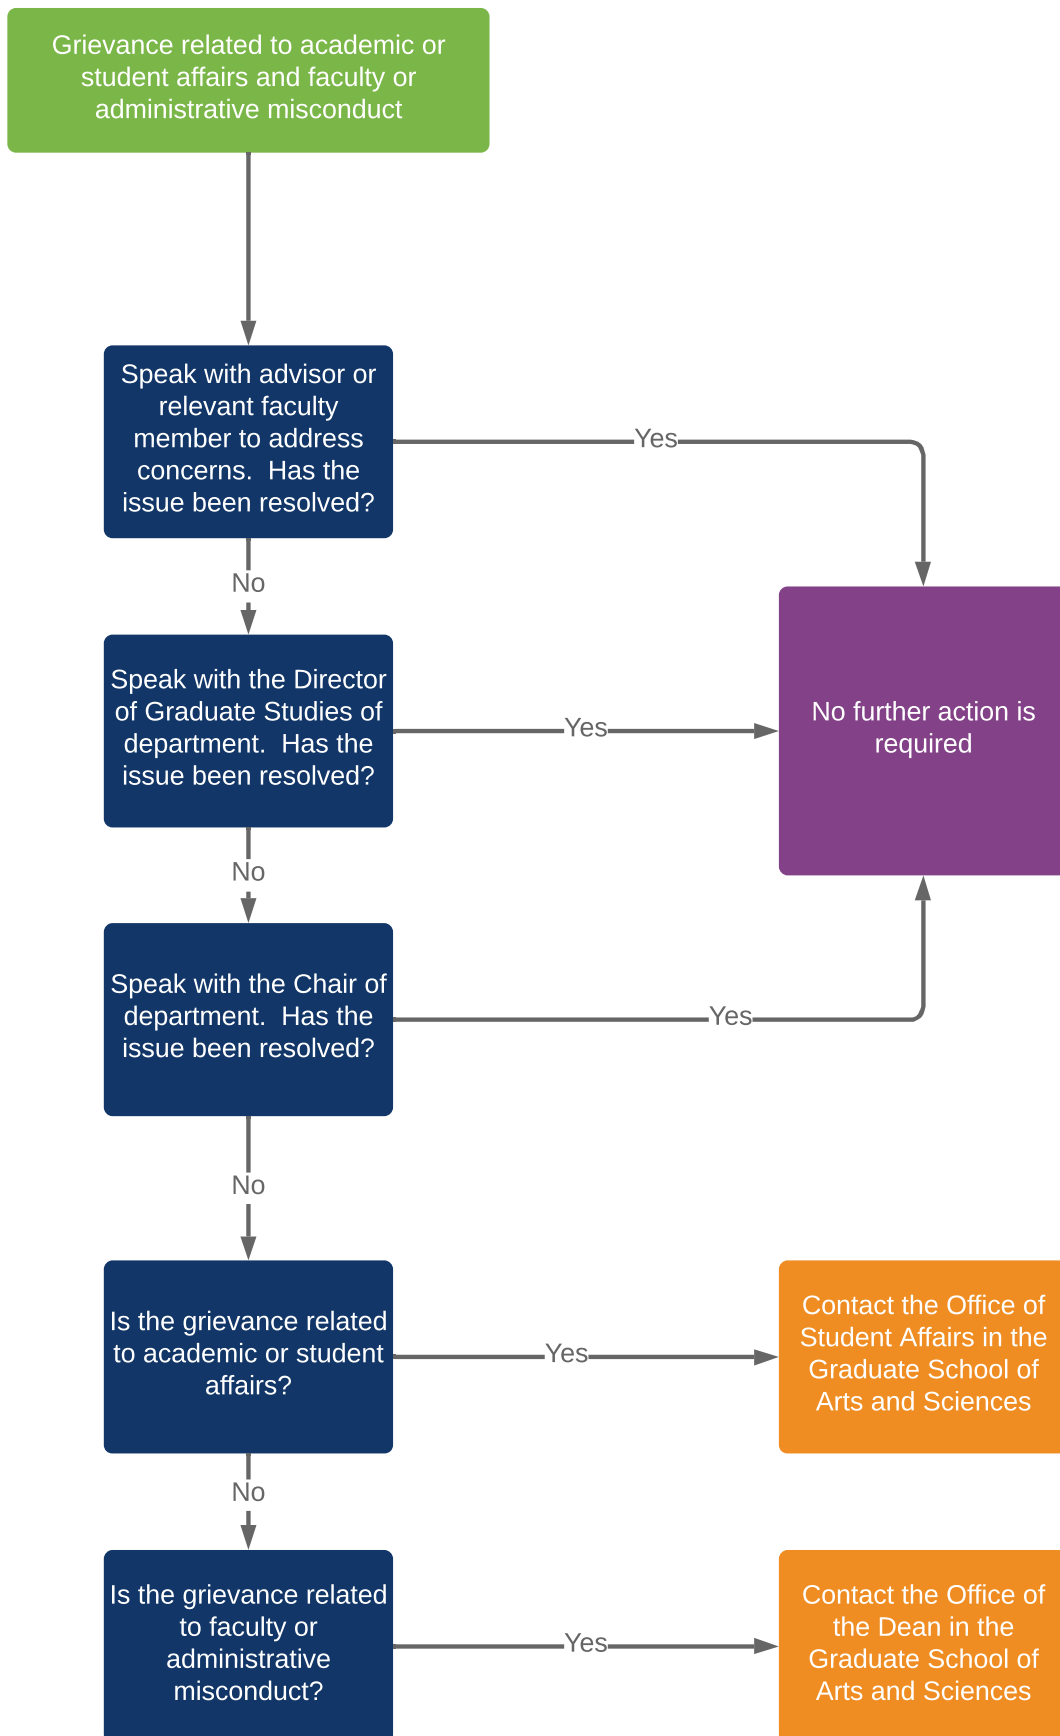 Grievance related to academic or
student affairs and faculty or
administrative misconduct
Speak with advisor or
relevant faculty
member to address
concerns.  Has the
issue been resolved?
Yes
No
Speak with the Director
of Graduate Studies of
department.  Has the
issue been resolved?
Yes
No further action is
required
No
Speak with the Chair of
department.  Has the
issue been resolved?
Yes
No
Is the grievance related
to academic or student
affairs?
Yes
Contact the Office of
Student Affairs in the
Graduate School of
Arts and Sciences
No
Is the grievance related
to faculty or
administrative
misconduct?
Yes
Contact the Office of
the Dean in the
Graduate School of
Arts and Sciences